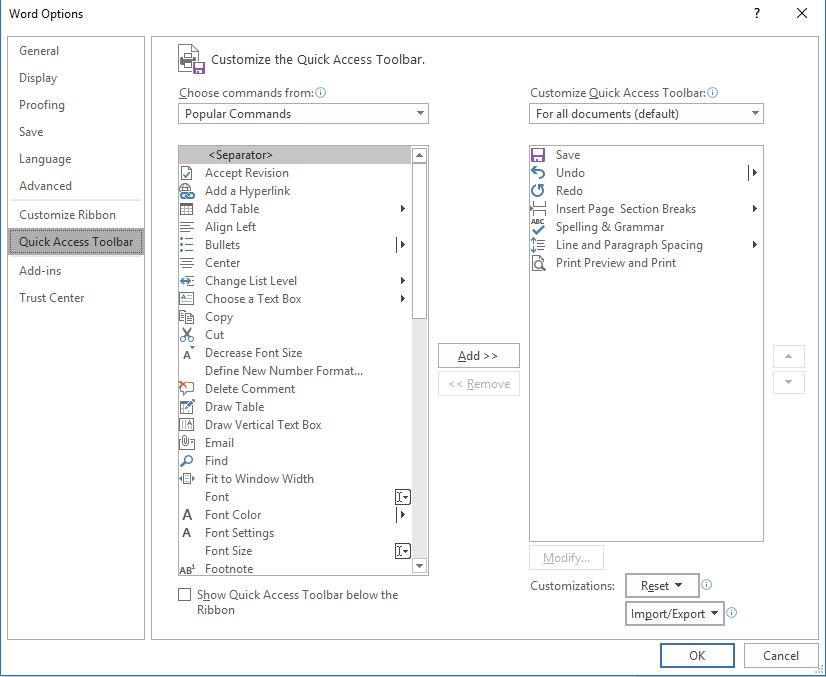 Word Options
?
General
Display
Proofing
Save
Language
Advanced
Customize Ribbon
Quick Access Toolbar
Add-ins
Trust Center
Customize the Quick Access Toolbar.
Choose commands from:
Popular Commands
<Separator>
Accept Revision
Add a Hyperlink
Add Table
Align Left
Bullets
Center
Change List Level
Choose a Text Box
Copy
Cut
Decrease Font Size
Define New Number Format...
Delete Comment
Draw Table
Draw Vertical Text Box
Email
Find
Fit to Window Width
Font
Font Color
Font Settings
Font Size
Footnote
Show Quick Access Toolbar below the
Ribbon
Add >>
<< Remove
Customize Quick Access Toolbar:
For all documents (default)
Save
Undo
Redo
Insert Page  Section Breaks
Spelling & Grammar
Line and Paragraph Spacing
Print Preview and Print
Modify...
Customizations:
Reset
Import/Export
OK
Cancel